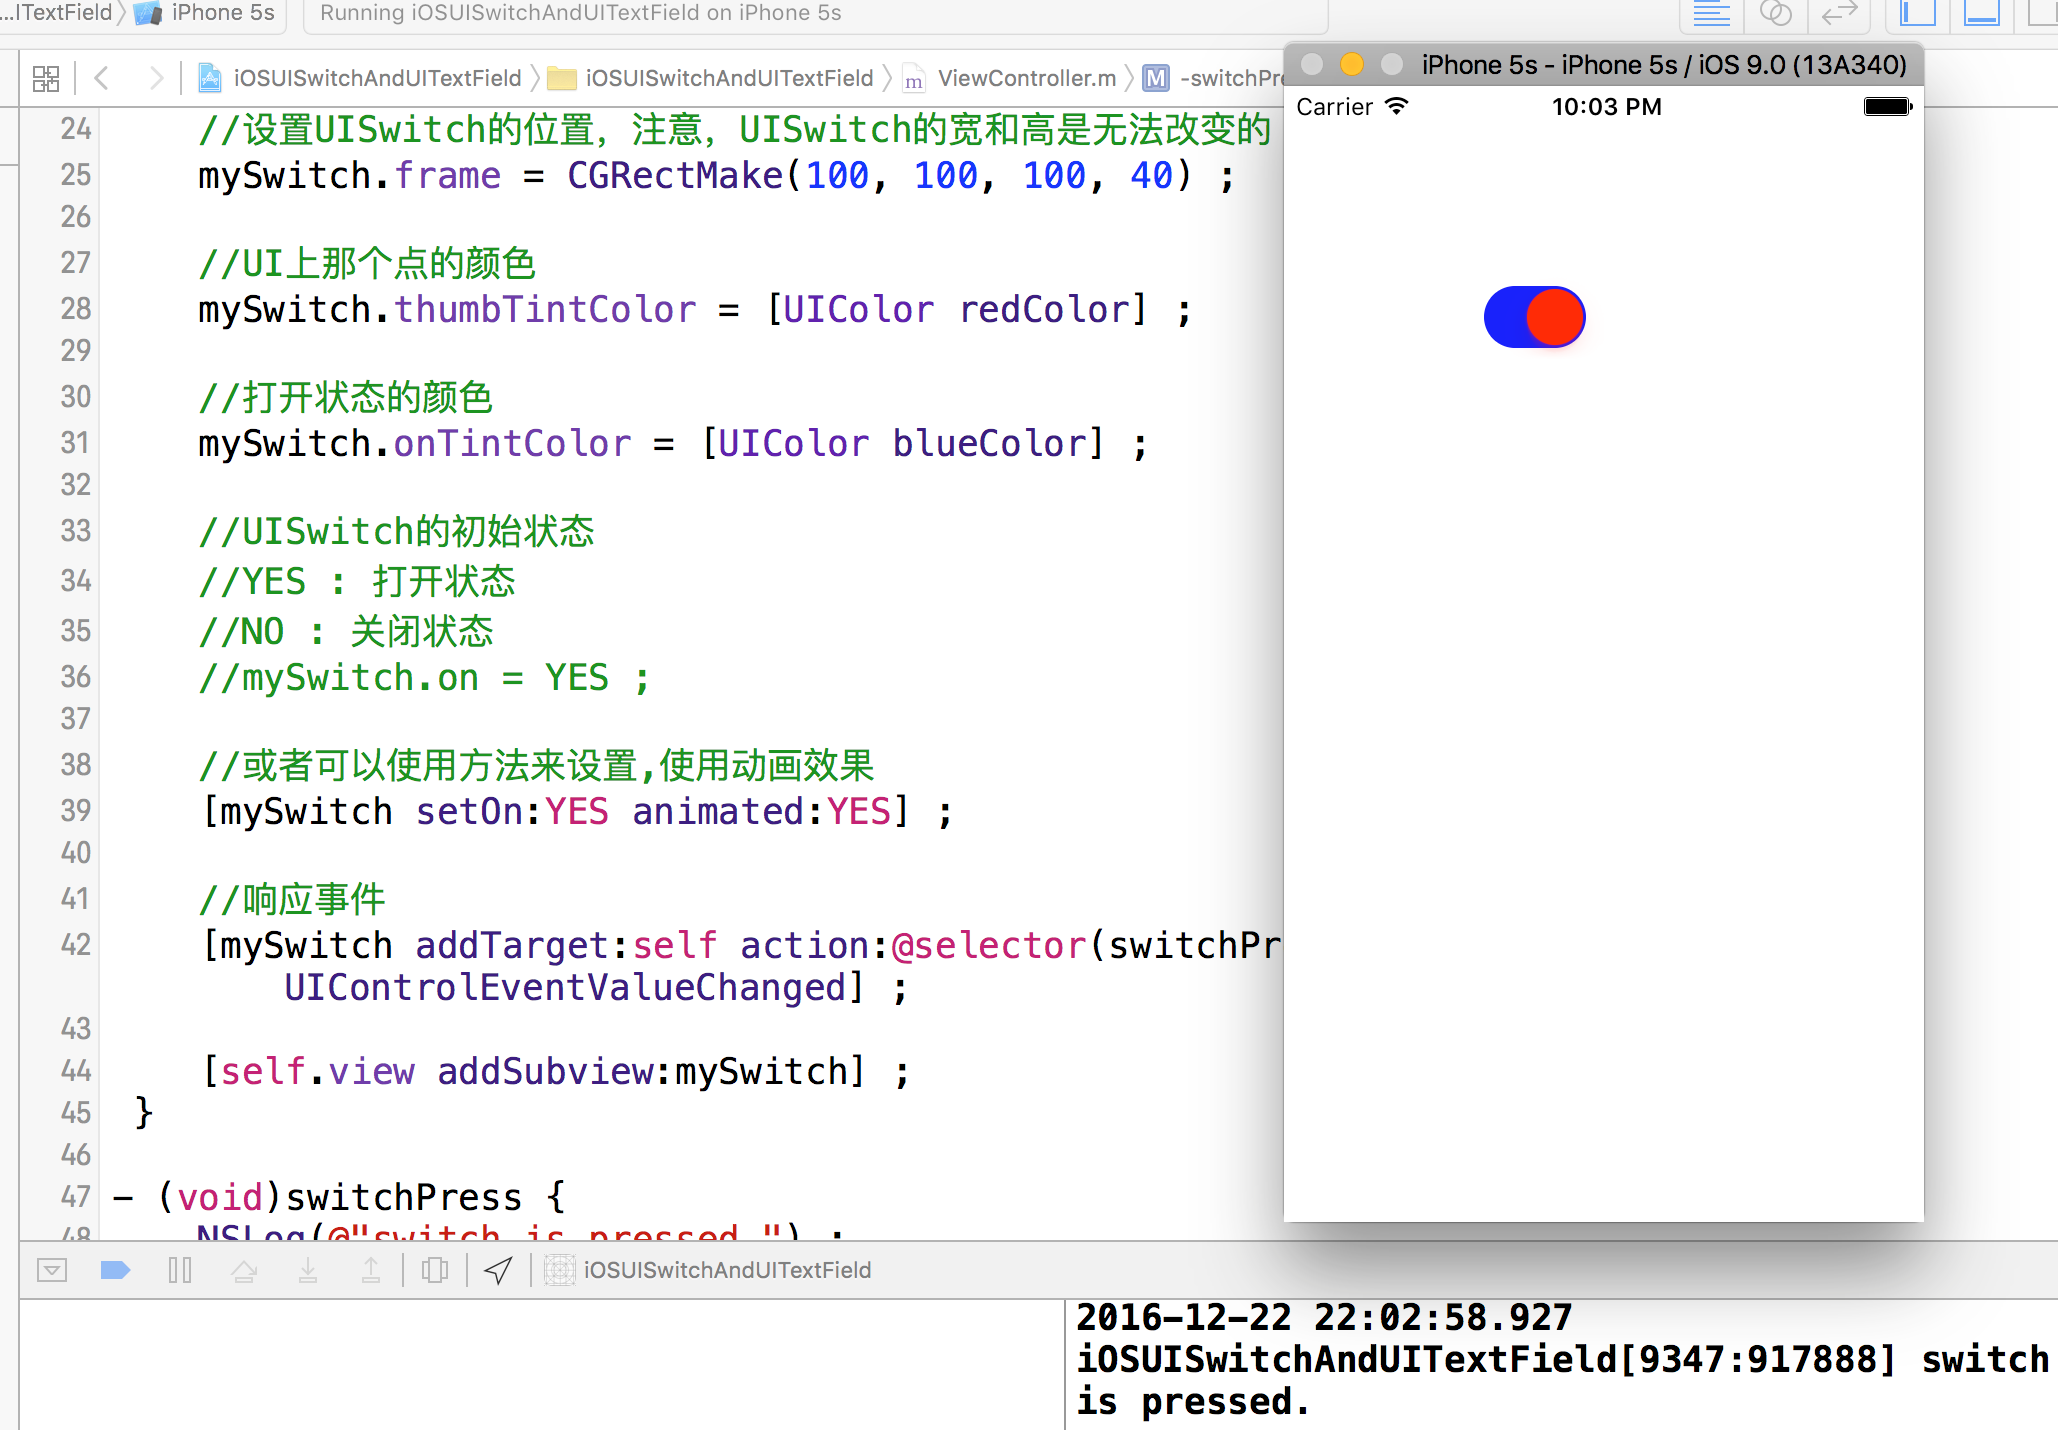 ...ITextField iPhone 5s Running iOSUISwitchAndUITextField on iPhone 5s
iOSUISwitchAndUITextField iOSUISwitchAndUITextField m ViewController.m M -switchPre
24 //设置UISwitch的位置，注意，UISwitch的宽和高是无法改变的
25 mySwitch.frame = CGRectMake(100, 100, 100, 40) ;
26
27 //UI上那个点的颜色
28 mySwitch.thumbTintColor = [UIColor redColor] ;
29
30 //打开状态的颜色
31 mySwitch.onTintColor = [UIColor blueColor] ;
32
33 //UISwitch的初始状态
34 //YES : 打开状态
35 //NO : 关闭状态
36 //mySwitch.on = YES ;
37
38 //或者可以使用方法来设置,使用动画效果
39 [mySwitch setOn:YES animated:YES] ;
40
41 //响应事件
42 [mySwitch addTarget:self action:@selector(switchPr
UIControlEventValueChanged] ;
43
44 [self.view addSubview:mySwitch] ;
45 }
46
47 - (void)switchPress {
48 NSLog(@"switch is pressed.") ;
iPhone 5s - iPhone 5s / iOS 9.0 (13A340)
Carrier 10:03 PM
iOSUISwitchAndUITextField
2016-12-22 22:02:58.927
iOSUISwitchAndUITextField[9347:917888] switch
is pressed.